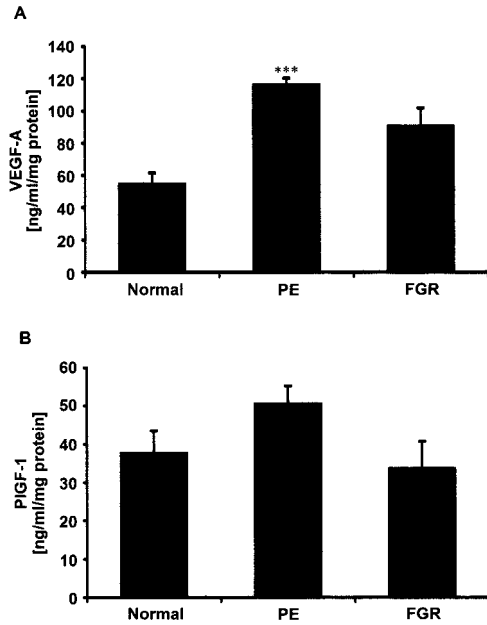 A
140
120
100
80
60
40
20
0
VEGF-A
[ng/ml/mg protein]
***
Normal PE FGR
B
60
50
40
30
20
10
0
PlGF-1
[ng/ml/mg protein]
Normal PE FGR